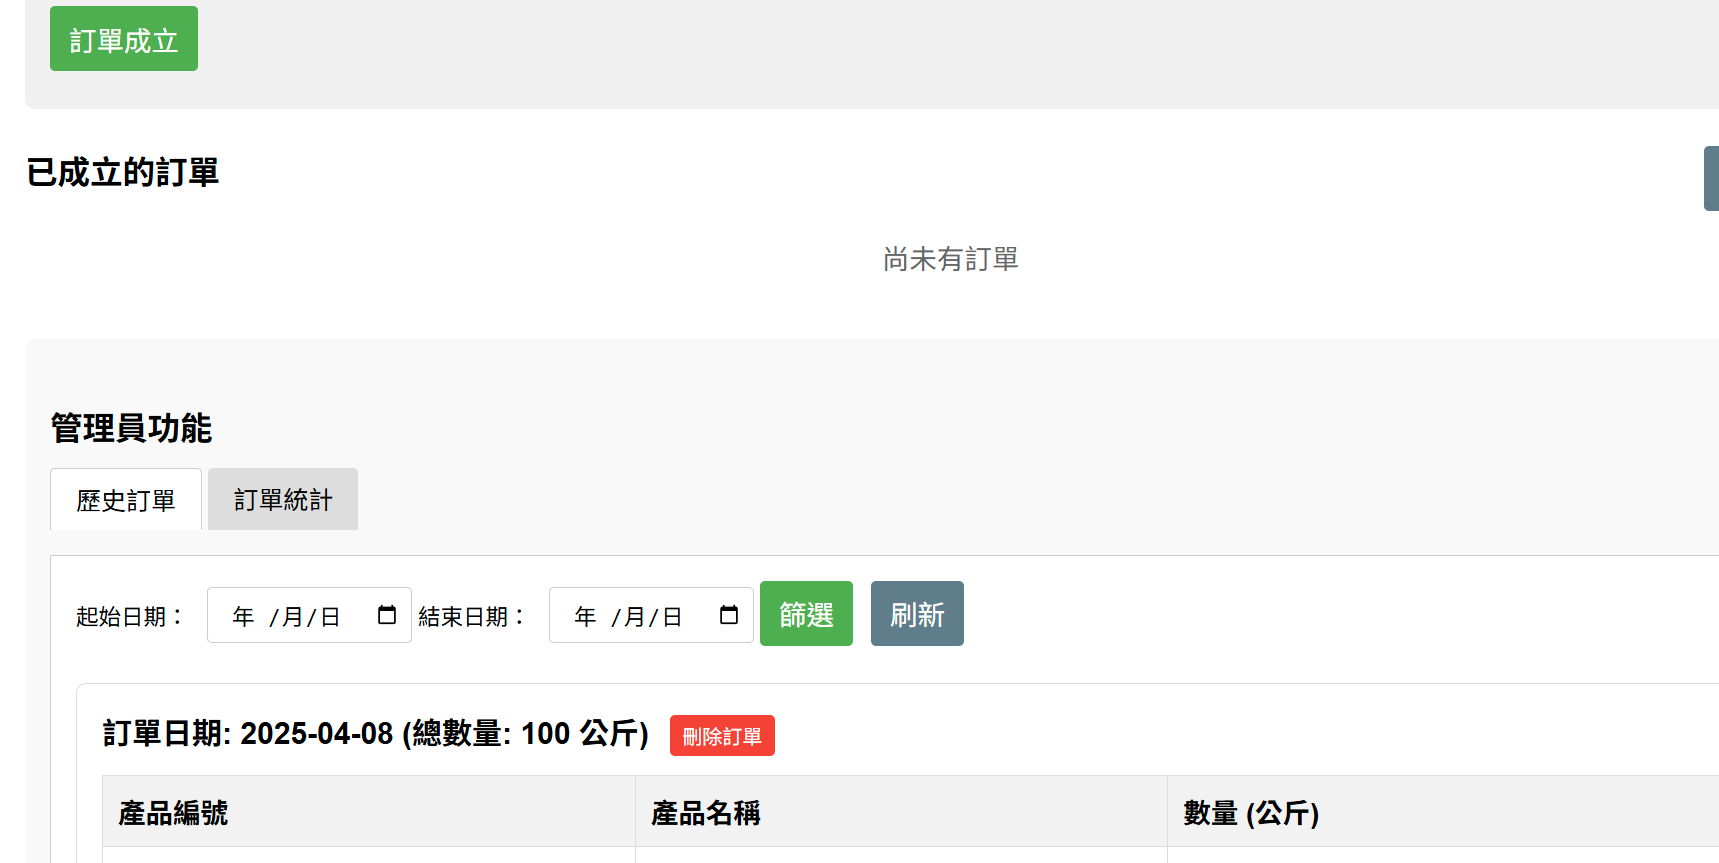 訂單成立
已成立的訂單
尚未有訂單
管理員功能
歷史訂單 訂單統計
起始日期： 年 /月/日 結束日期： 年 /月/日 篩選 刷新
訂單日期: 2025-04-08 (總數量: 100 公斤) 刪除訂單
產品編號 產品名稱 數量 (公斤)